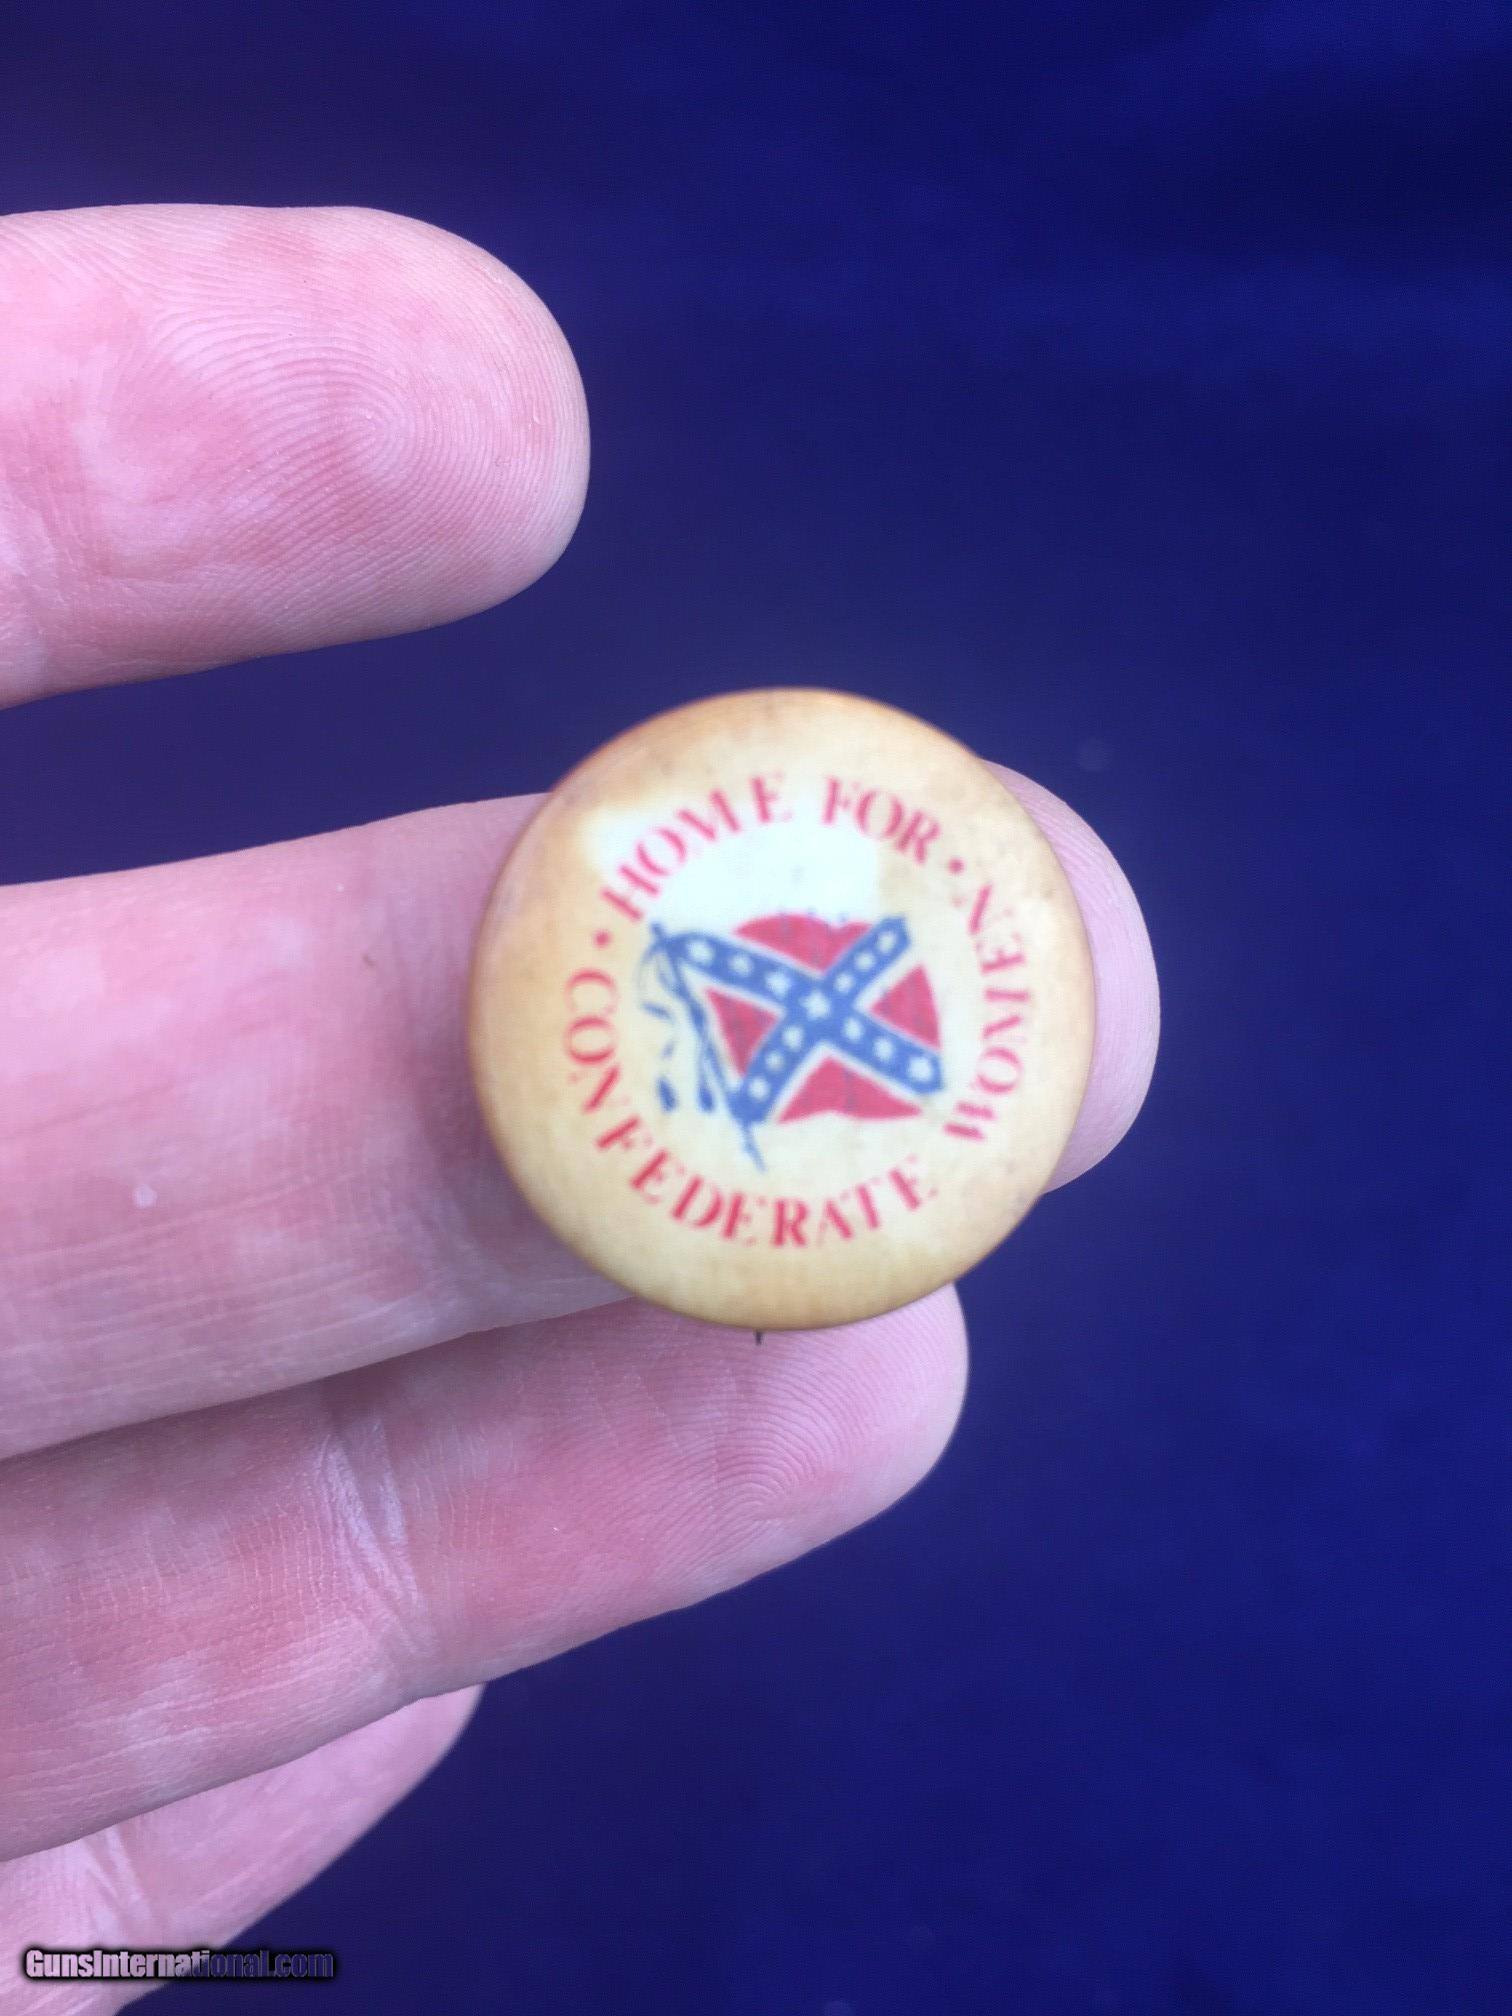 • HOME FOR •
CONFEDERATE WOMEN
GunsInternational.com